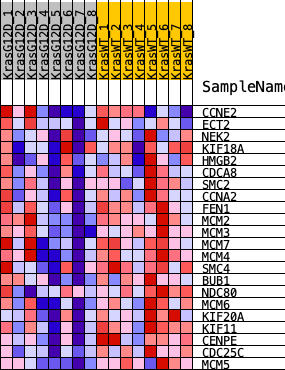 KrasG12D_1
KrasG12D_2
KrasG12D_3
KrasG12D_4
KrasG12D_5
KrasG12D_6
KrasG12D_7
KrasG12D_8
KrasWT_1
KrasWT_2
KrasWT_3
KrasWT_4
KrasWT_5
KrasWT_6
KrasWT_7
KrasWT_8
SampleName
CCNE2
ECT2
NEK2
KIF18A
HMGB2
CDCA8
SMC2
CCNA2
FEN1
MCM2
MCM3
MCM7
MCM4
SMC4
BUB1
NDC80
MCM6
KIF20A
KIF11
CENPE
CDC25C
MCM5